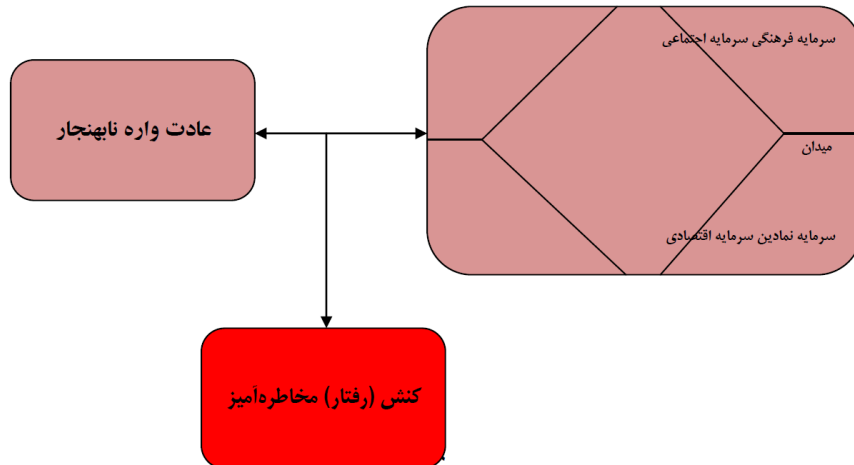 سرمایه فرهنگی سرمایه اجتماعی
عادت واره نابهنجار
میدان
سرمایه نمادین سرمایه اقتصادی
کنش (رفتار) مخاطره‌آمیز